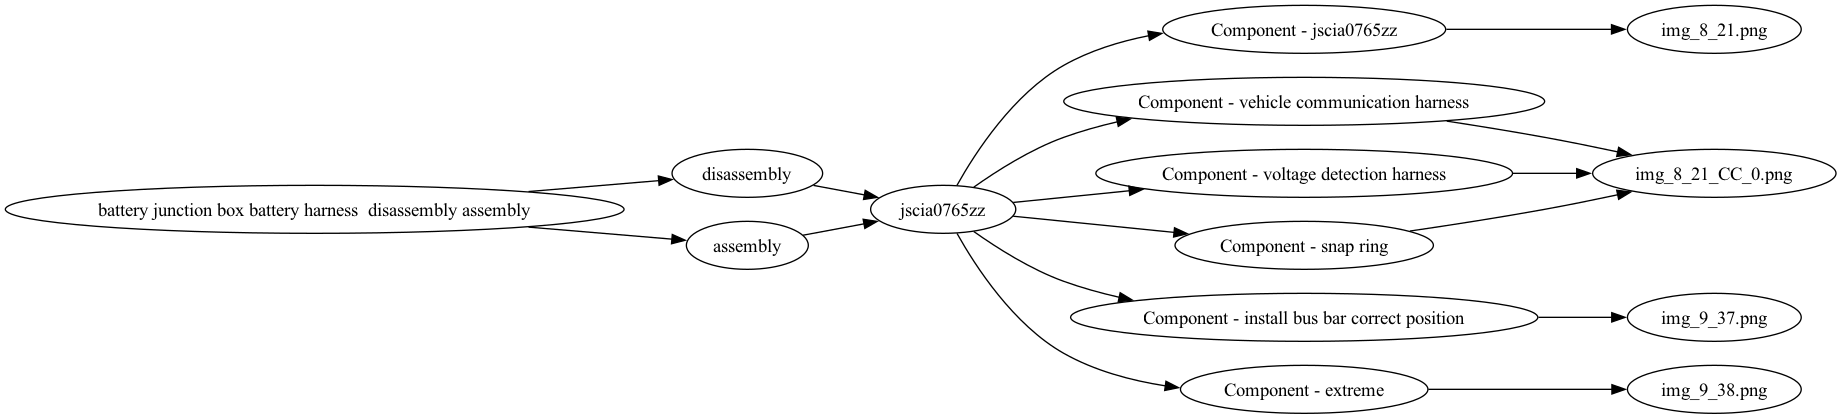 battery junction box battery harness  disassembly assembly
disassembly
assembly
jscia0765zz
Component - jscia0765zz
Component - vehicle communication harness
Component - voltage detection harness
Component - snap ring
Component - install bus bar correct position
Component - extreme
img_8_21.png
img_8_21_CC_0.png
img_9_37.png
img_9_38.png